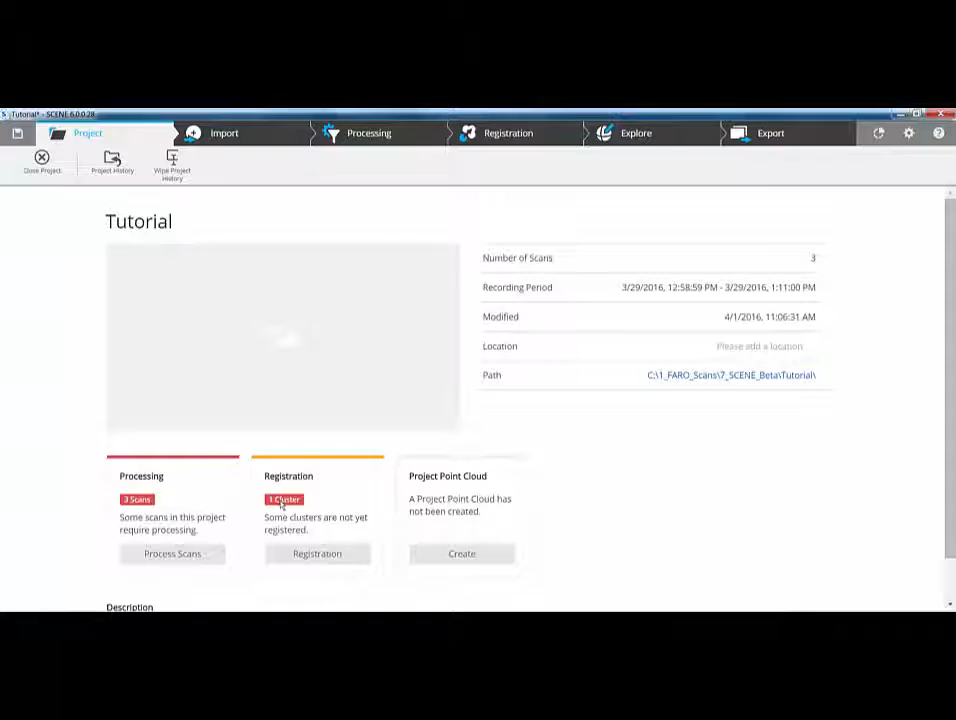 Tutorial* - SCENE 6.0.0.28
Project
Import
Processing
Registration
Explore
Export
Close Project
Project History
Wipe Project
History
Tutorial
Number of Scans 3
Recording Period 3/29/2016, 12:58:59 PM - 3/29/2016, 1:11:00 PM
Modified 4/1/2016, 11:06:31 AM
Location Please add a location
Path C:\1_FARO_Scans\7_SCENE_Beta\Tutorial\
Processing
3 Scans
Some scans in this project
require processing.
Process Scans
Registration
1 Cluster
Some clusters are not yet
registered.
Registration
Project Point Cloud
A Project Point Cloud has
not been created.
Create
Description